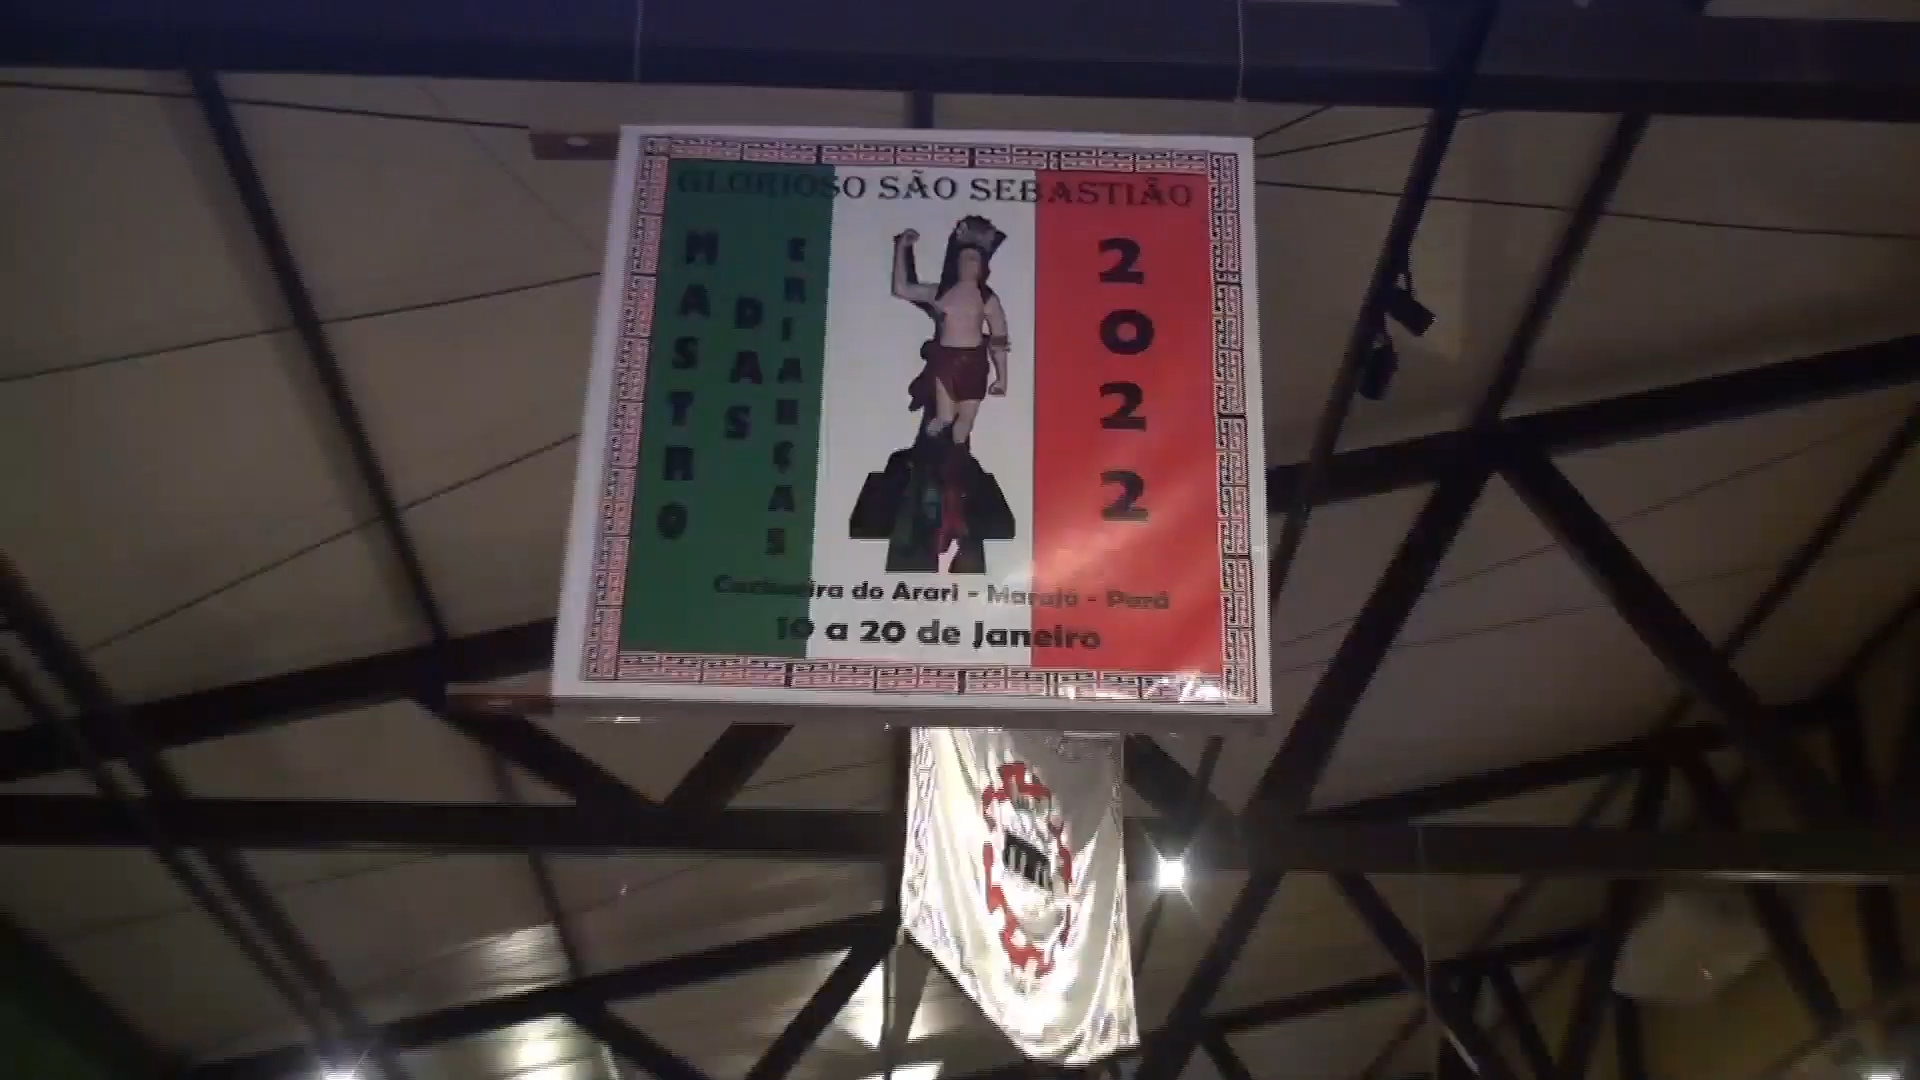 GLORIOSO SÃO SEBASTIÃO
MASTRO
DAS
CRIANÇAS
2022
Cachoeira do Arari - Marajó - Pará
10 a 20 de Janeiro